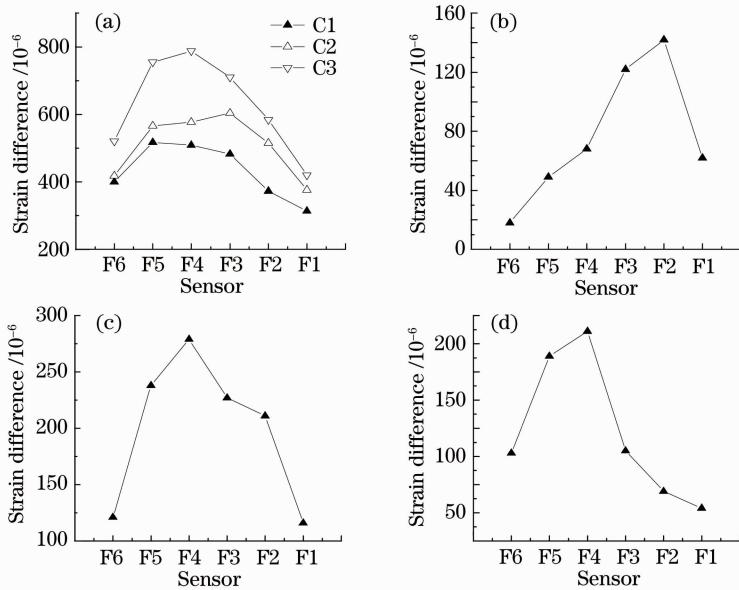 (a)
C1
C2
C3
Strain difference /10⁻⁶
800
600
400
200
F6 F5 F4 F3 F2 F1
Sensor
(b)
Strain difference /10⁻⁶
160
120
80
40
0
F6 F5 F4 F3 F2 F1
Sensor
(c)
Strain difference /10⁻⁶
300
250
200
150
100
F6 F5 F4 F3 F2 F1
Sensor
(d)
Strain difference /10⁻⁶
200
150
100
50
F6 F5 F4 F3 F2 F1
Sensor